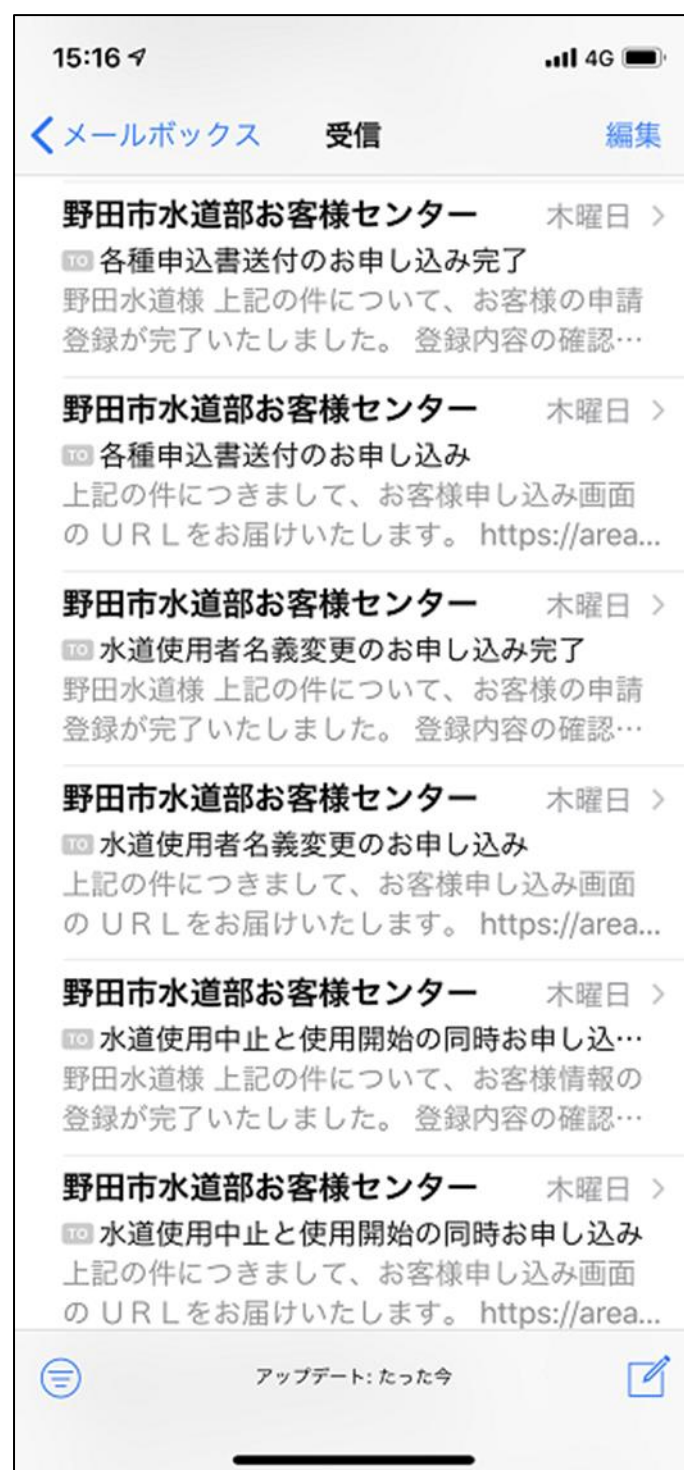 15:16 4G
メールボックス 受信 編集
野田市水道部お客様センター 木曜日
TO 各種申込書送付のお申し込み完了
野田水道様 上記の件について、お客様の申請
登録が完了いたしました。 登録内容の確認…
野田市水道部お客様センター 木曜日
TO 各種申込書送付のお申し込み
上記の件につきまして、お客様申し込み画面
の ＵＲＬをお届けいたします。 https://area...
野田市水道部お客様センター 木曜日
TO 水道使用者名義変更のお申し込み完了
野田水道様 上記の件について、お客様の申請
登録が完了いたしました。 登録内容の確認…
野田市水道部お客様センター 木曜日
TO 水道使用者名義変更のお申し込み
上記の件につきまして、お客様申し込み画面
の ＵＲＬをお届けいたします。 https://area...
野田市水道部お客様センター 木曜日
TO 水道使用中止と使用開始の同時お申し込…
野田水道様 上記の件について、お客様情報の
登録が完了いたしました。 登録内容の確認…
野田市水道部お客様センター 木曜日
TO 水道使用中止と使用開始の同時お申し込み
上記の件につきまして、お客様申し込み画面
の ＵＲＬをお届けいたします。 https://area...
アップデート: たった今